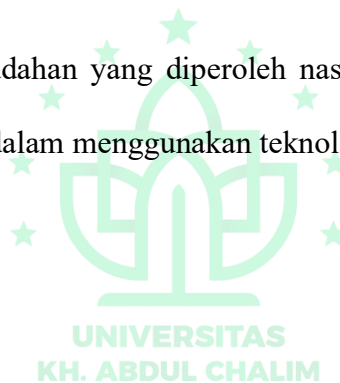 dahan yang diperoleh nas
dalam menggunakan teknol
UNIVERSITAS
KH. ABDUL CHALIM